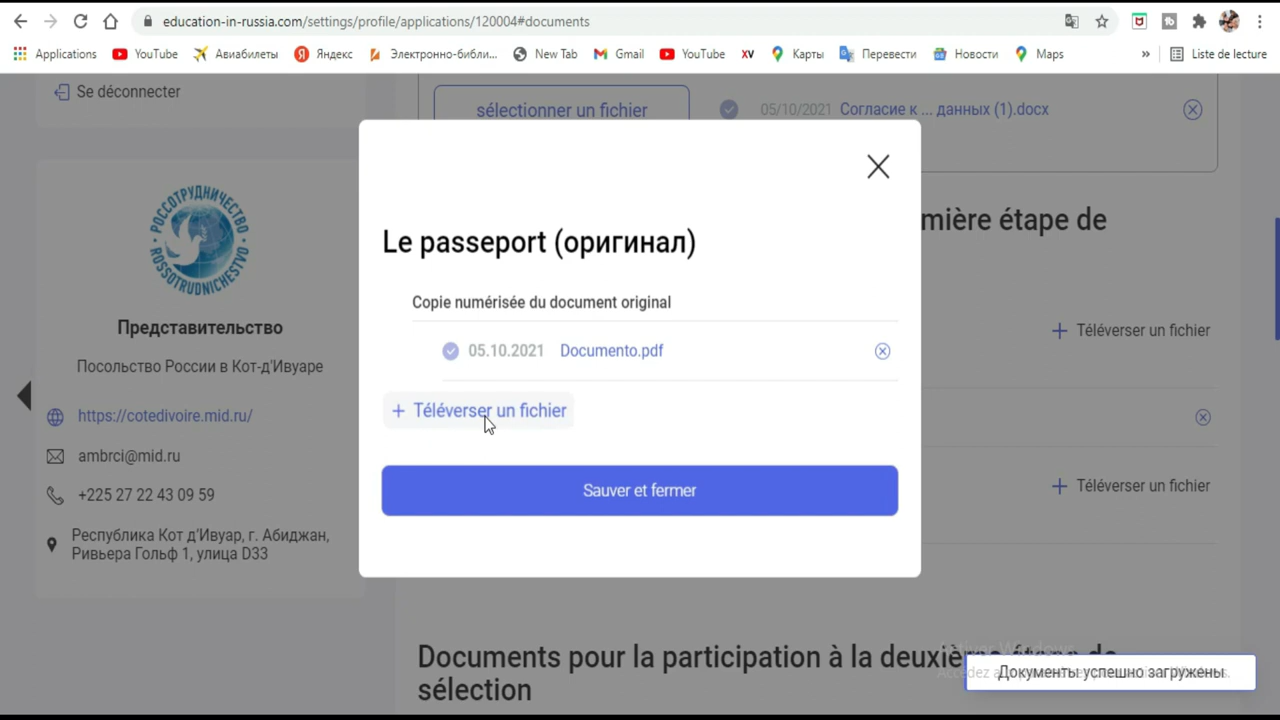 education-in-russia.com/settings/profile/applications/120004#documents
Applications
YouTube
Авиабилеты
Яндекс
Электронно-библи...
New Tab
Gmail
YouTube
XV
Карты
Перевести
Новости
Maps
»
Liste de lecture
Se déconnecter
sélectionner un fichier
05/10/2021 Согласие к ... данных (1).docx
РОССОТРУДНИЧЕСТВО
ROSSOTRUDNICHESTVO
Представительство
Посольство России в Кот-д'Ивуаре
https://cotedivoire.mid.ru/
ambrci@mid.ru
+225 27 22 43 09 59
Республика Кот д'Ивуар, г. Абиджан,
Ривьера Гольф 1, улица D33
Le passeport (оригинал)
Copie numérisée du document original
05.10.2021 Documento.pdf
+ Téléverser un fichier
Sauver et fermer
mière étape de
+ Téléverser un fichier
+ Téléverser un fichier
Documents pour la participation à la deuxième étape de
sélection
Документы успешно загружены